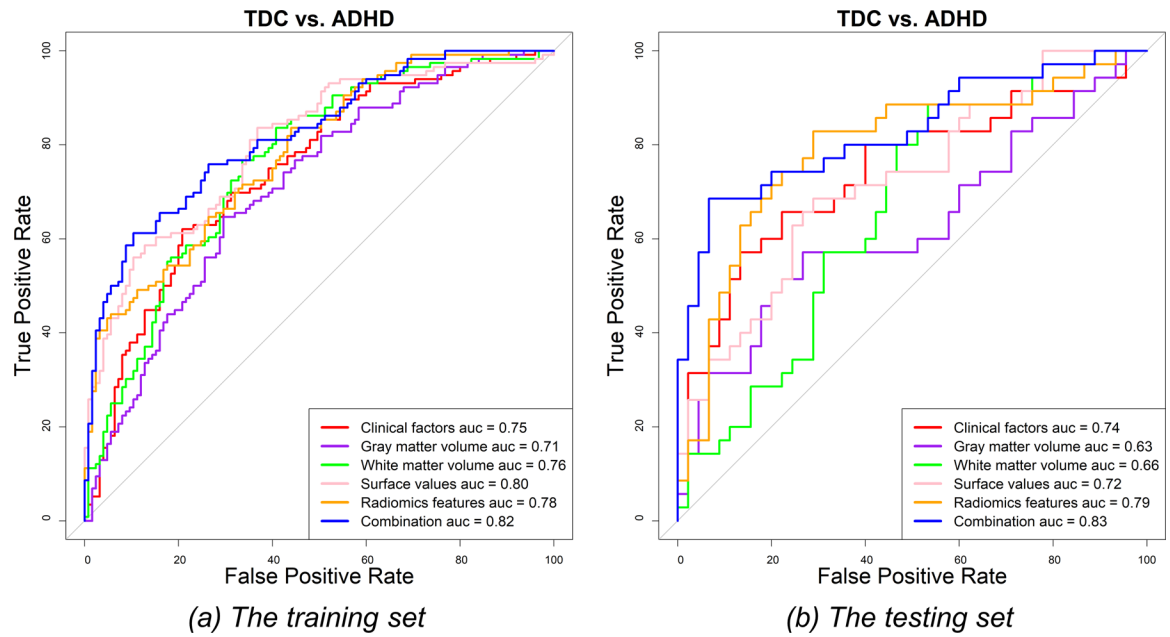 TDC vs. ADHD
True Positive Rate
100
80
60
40
20
0
Clinical factors auc = 0.75
Gray matter volume auc = 0.71
White matter volume auc = 0.76
Surface values auc = 0.80
Radiomics features auc = 0.78
Combination auc = 0.82
0 20 40 60 80 100
False Positive Rate
(a) The training set
TDC vs. ADHD
True Positive Rate
100
80
60
40
20
0
Clinical factors auc = 0.74
Gray matter volume auc = 0.63
White matter volume auc = 0.66
Surface values auc = 0.72
Radiomics features auc = 0.79
Combination auc = 0.83
0 20 40 60 80 100
False Positive Rate
(b) The testing set